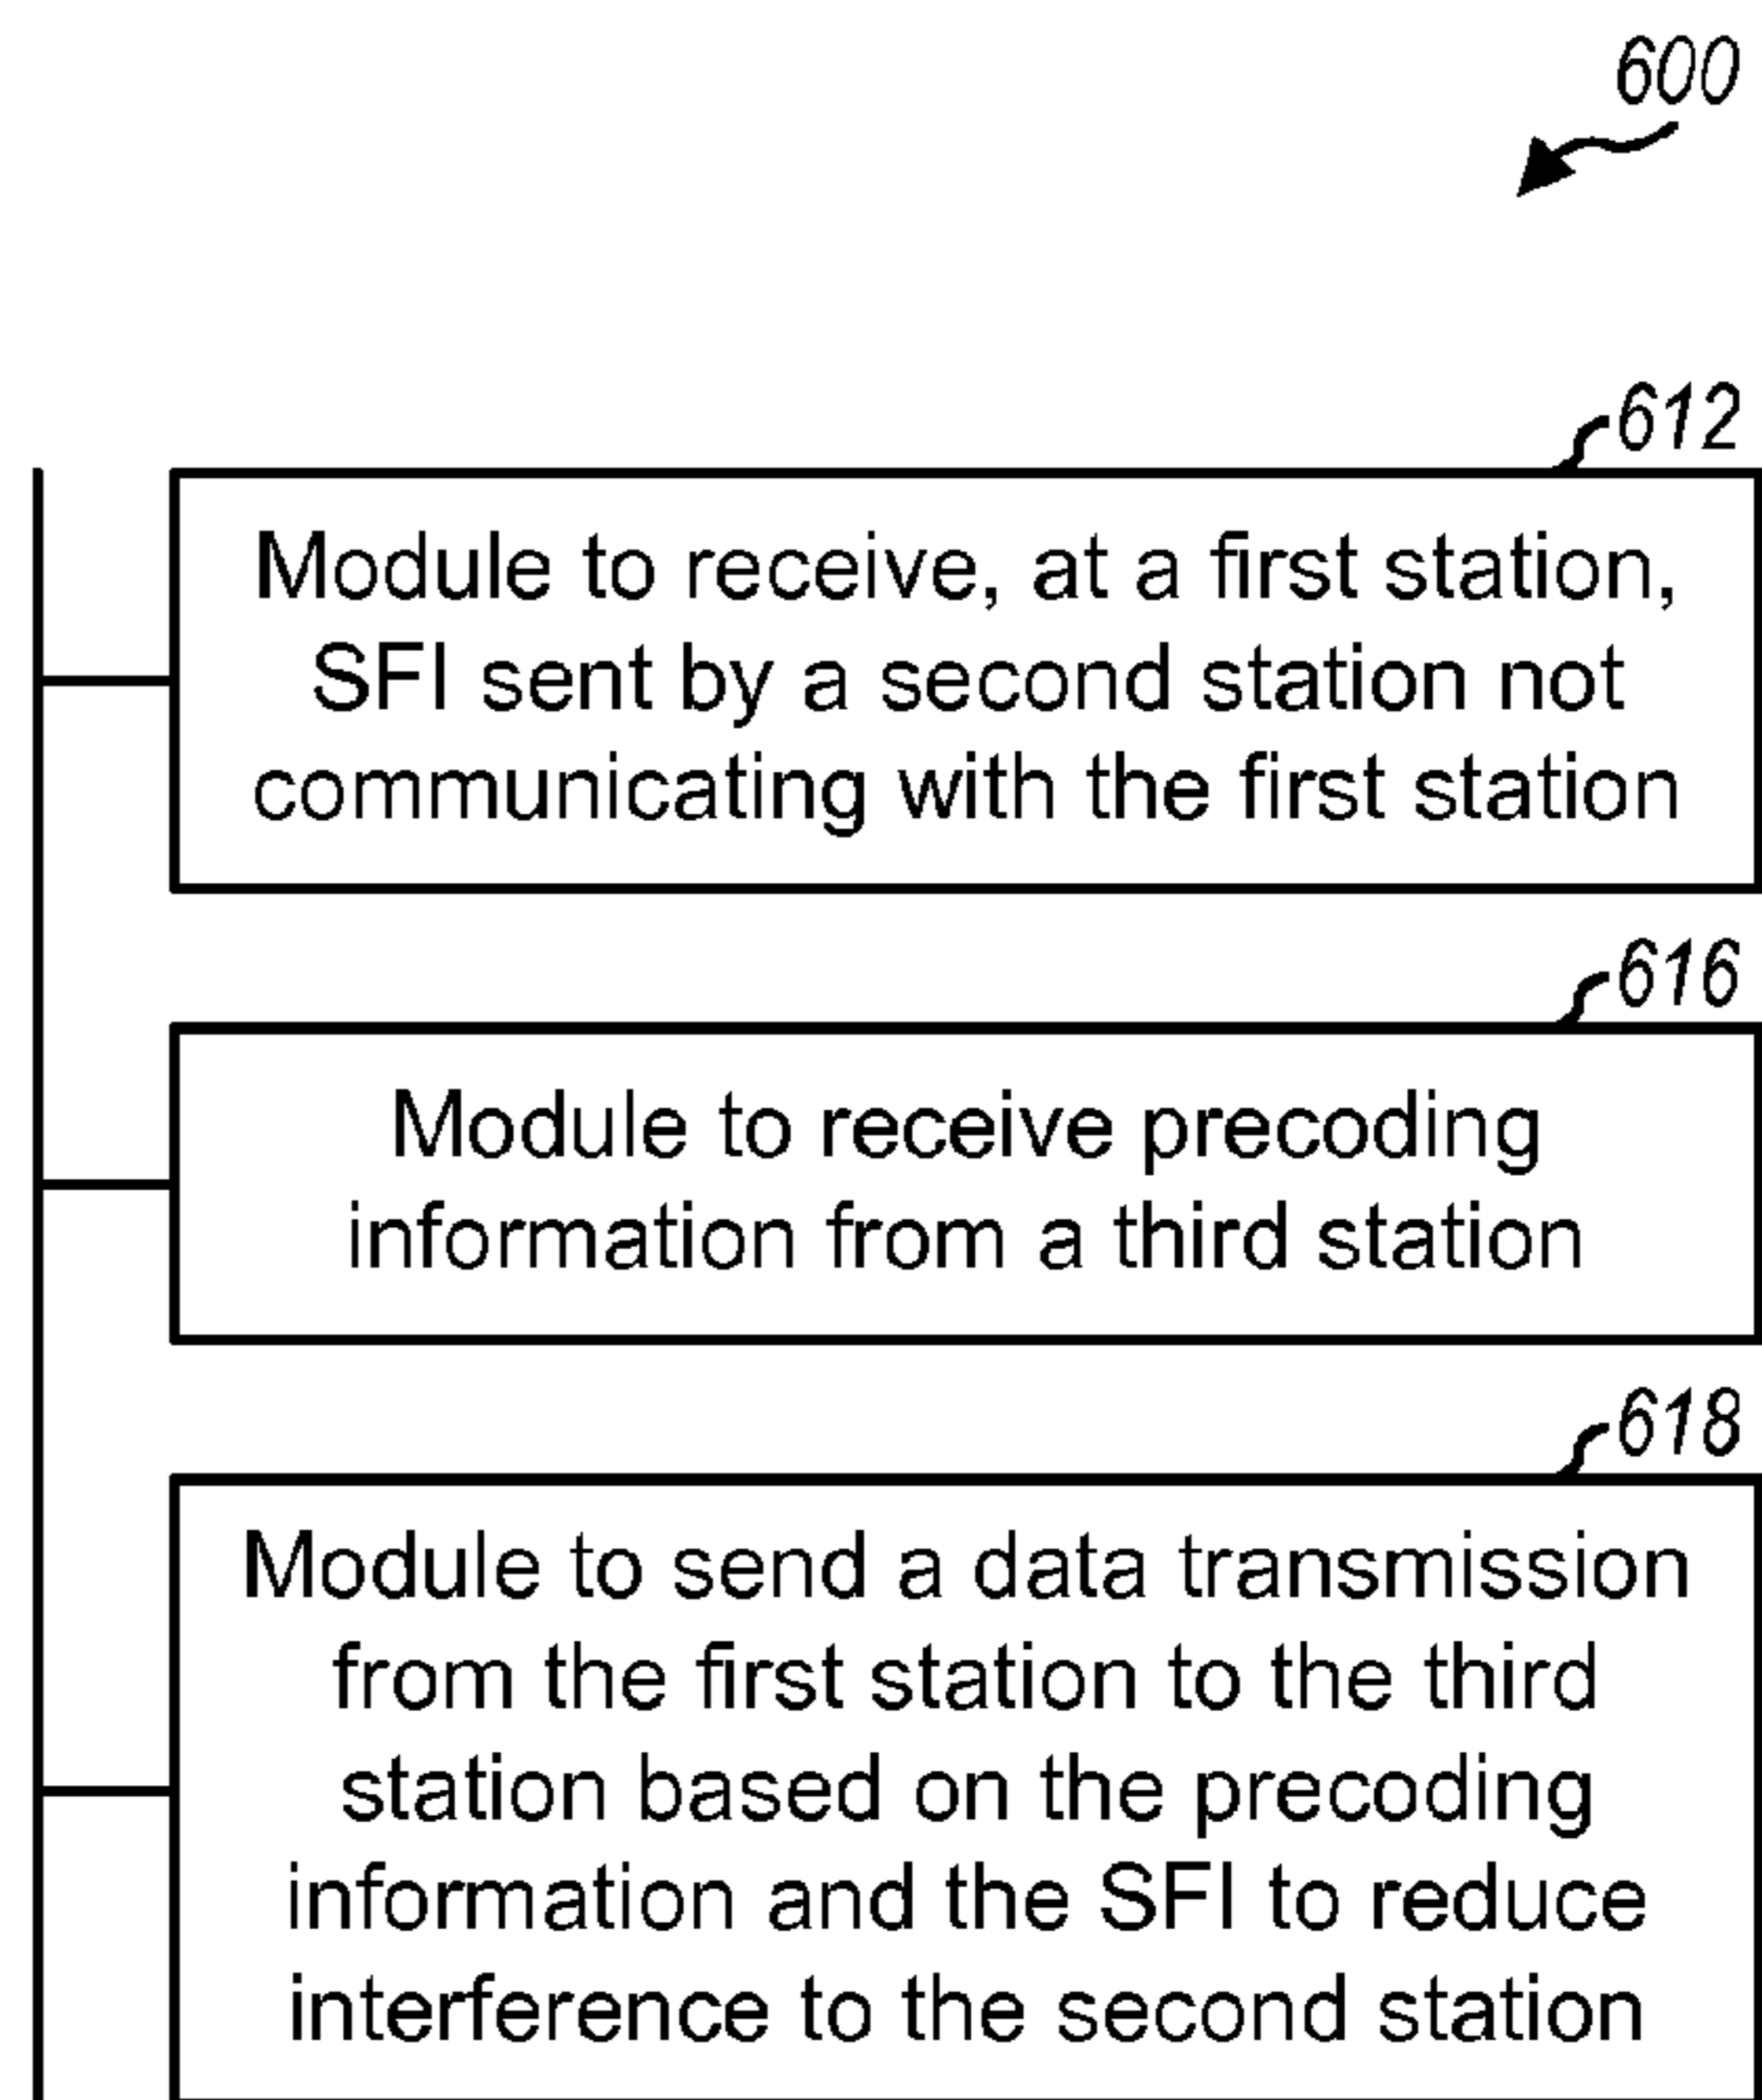 600
612
Module to receive, at a first station,
SFI sent by a second station not
communicating with the first station
616
Module to receive precoding
information from a third station
618
Module to send a data transmission
from the first station to the third
station based on the precoding
information and the SFI to reduce
interference to the second station